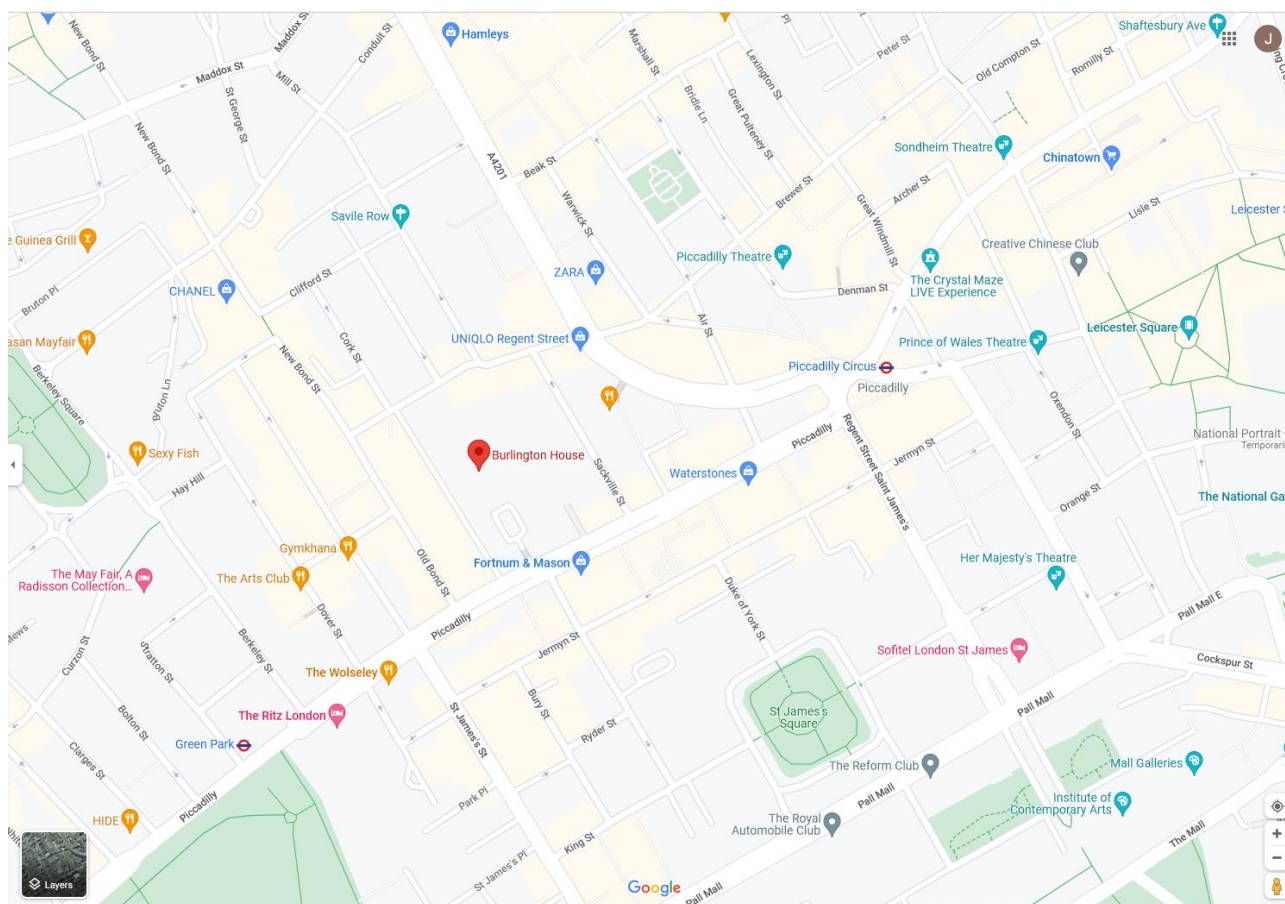 Shaftesbury Ave
J
Hamleys
New Bond St
Maddox St
Maddox St
Conduit St
Mill St
St George St
Marshall St
Lexington St
Peter St
Old Compton St
Romilly St
Bridle Ln
Great Pulteney St
New Bond St
A4201
Beak St
Sondheim Theatre
Chinatown
Archer St
Brewer St
Lisle St
Savile Row
Warwick St
Great Windmill St
Leicester
Guinea Grill
Creative Chinese Club
Piccadilly Theatre
ZARA
Clifford St
The Crystal Maze
LIVE Experience
Bruton Pl
CHANEL
Denman St
Air St
Leicester Square
UNIQLO Regent Street
Cork St
Prince of Wales Theatre
asan Mayfair
New Bond St
Piccadilly Circus
Piccadilly
Berkeley Square
Bruton Ln
Oxendon St
Piccadilly
Regent Street Saint James's
Jermyn St
National Portrait
Temporari
Sexy Fish
Burlington House
Sackville St
Waterstones
Hay Hill
Orange St
The National Ga
Gymkhana
Old Bond St
Fortnum & Mason
Her Majesty's Theatre
The May Fair, A
Radisson Collection...
The Arts Club
Duke of York St
Pall Mall E
Dover St
Piccadilly
Mews
Curzon St
Stratton St
Berkeley St
Jermyn St
Sofitel London St James
Cockspur St
The Wolseley
Bury St
Bolton St
The Ritz London
St James's St
St James's
Square
Pall Mall
Green Park
Ryder St
Clarges St
The Reform Club
Mall Galleries
Piccadilly
Park Pl
Pall Mall
Institute of
Contemporary Arts
HIDE
The Royal
Automobile Club
King St
The Mall
St James's Pl
Layers
Google
Pall Mall